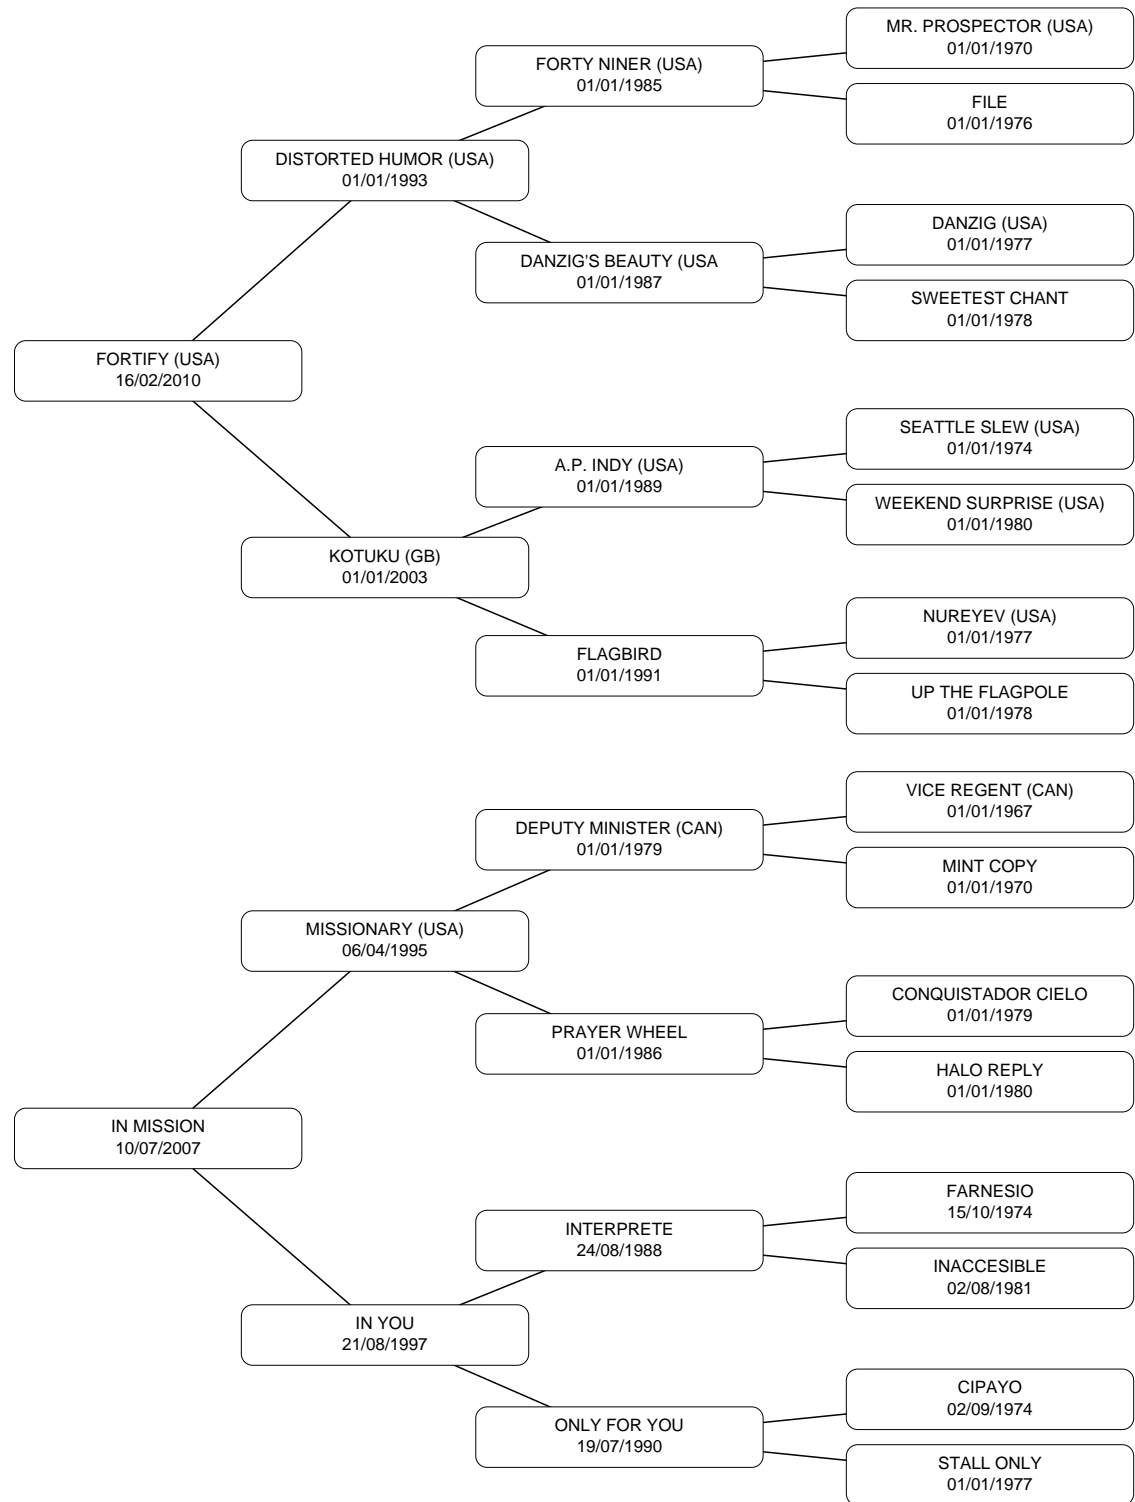 MR. PROSPECTOR (USA)
01/01/1970
FORTY NINER (USA)
01/01/1985
FILE
01/01/1976
DISTORTED HUMOR (USA)
01/01/1993
DANZIG (USA)
01/01/1977
DANZIG'S BEAUTY (USA
01/01/1987
SWEETEST CHANT
01/01/1978
FORTIFY (USA)
16/02/2010
SEATTLE SLEW (USA)
01/01/1974
A.P. INDY (USA)
01/01/1989
WEEKEND SURPRISE (USA)
01/01/1980
KOTUKU (GB)
01/01/2003
NUREYEV (USA)
01/01/1977
FLAGBIRD
01/01/1991
UP THE FLAGPOLE
01/01/1978
VICE REGENT (CAN)
01/01/1967
DEPUTY MINISTER (CAN)
01/01/1979
MINT COPY
01/01/1970
MISSIONARY (USA)
06/04/1995
CONQUISTADOR CIELO
01/01/1979
PRAYER WHEEL
01/01/1986
HALO REPLY
01/01/1980
IN MISSION
10/07/2007
FARNESIO
15/10/1974
INTERPRETE
24/08/1988
INACCESIBLE
02/08/1981
IN YOU
21/08/1997
CIPAYO
02/09/1974
ONLY FOR YOU
19/07/1990
STALL ONLY
01/01/1977